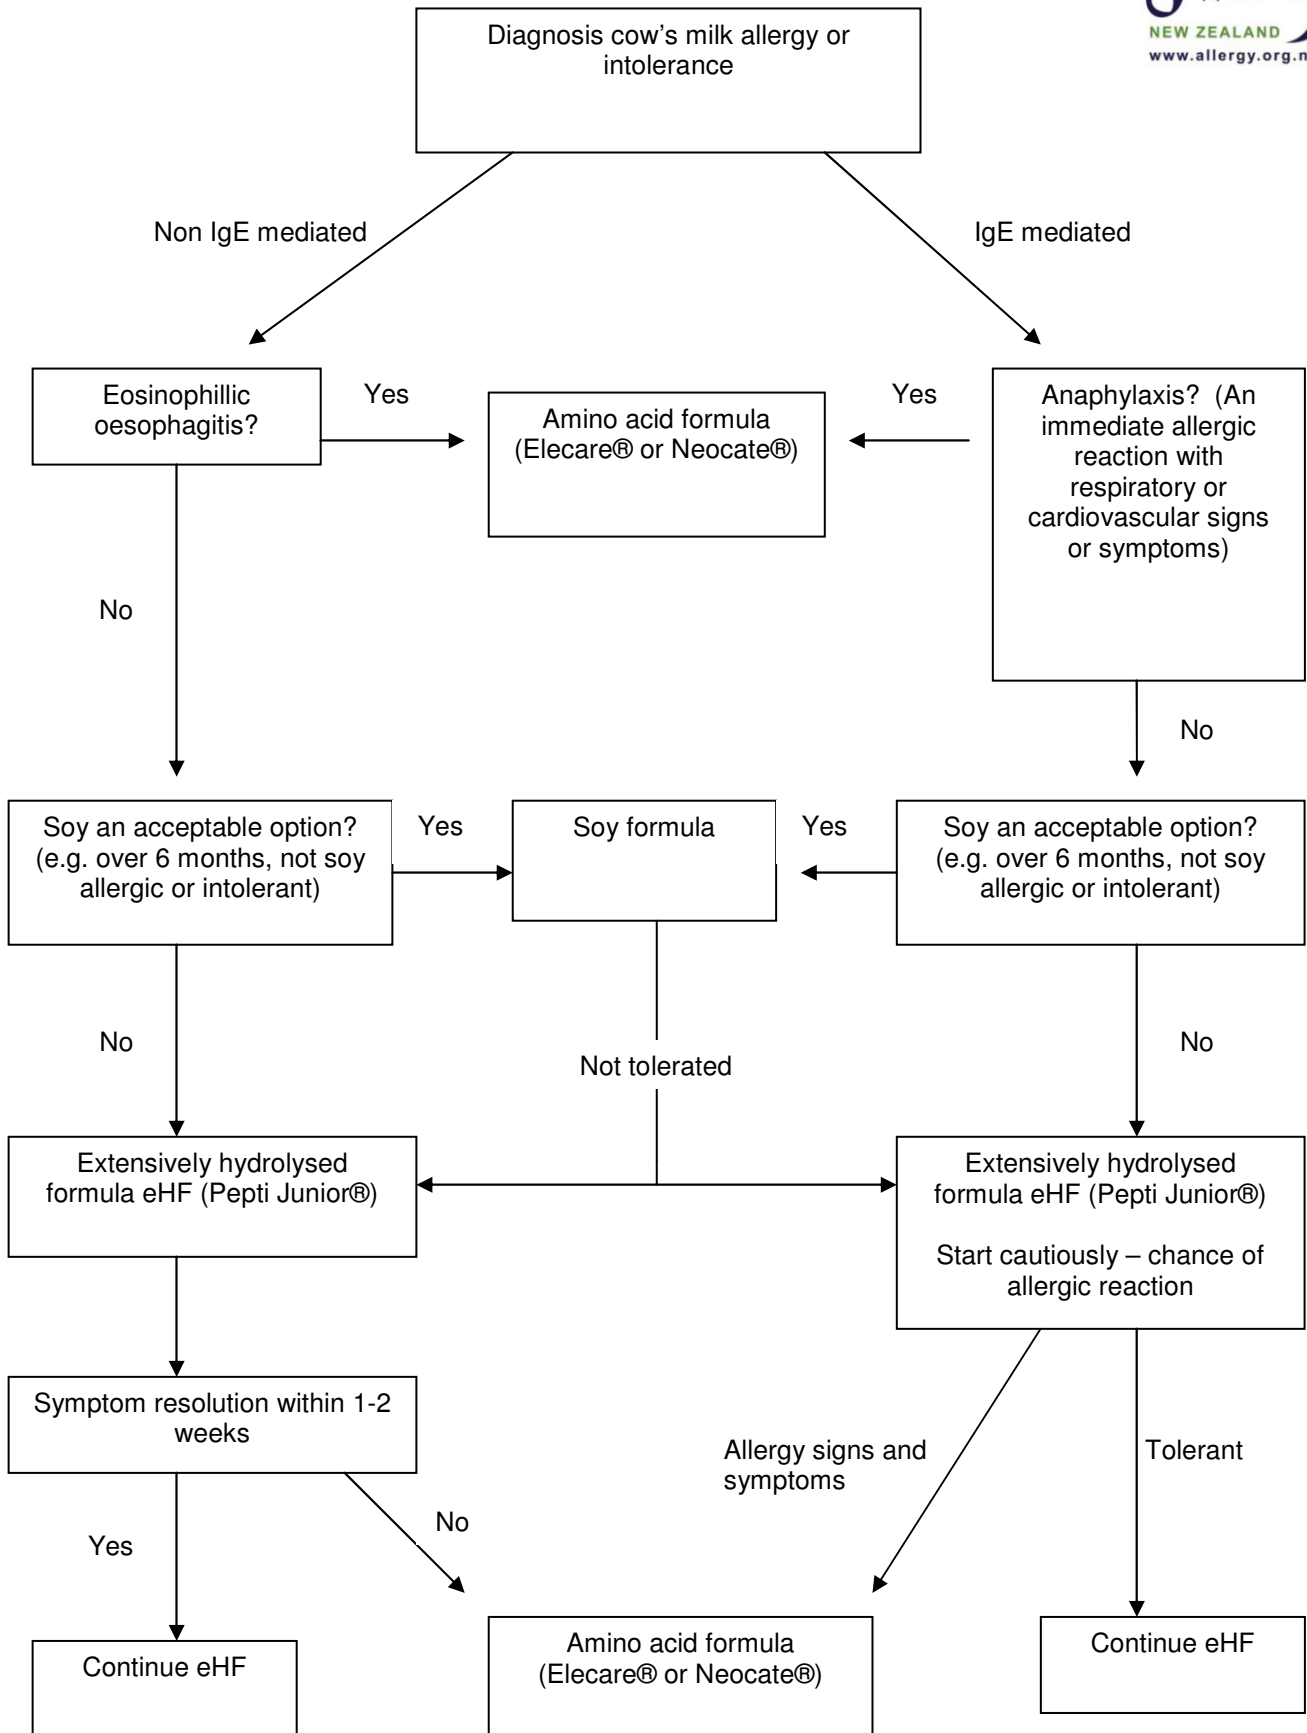 NEW ZEALAND
www.allergy.org.n
Diagnosis cow’s milk allergy or
intolerance
Non IgE mediated
IgE mediated
Eosinophillic
oesophagitis?
Yes
Amino acid formula
(Elecare® or Neocate®)
Yes
Anaphylaxis? (An
immediate allergic
reaction with
respiratory or
cardiovascular signs
or symptoms)
No
No
Soy an acceptable option?
(e.g. over 6 months, not soy
allergic or intolerant)
Yes
Soy formula
Yes
Soy an acceptable option?
(e.g. over 6 months, not soy
allergic or intolerant)
No
Not tolerated
No
Extensively hydrolysed
formula eHF (Pepti Junior®)
Extensively hydrolysed
formula eHF (Pepti Junior®)
Start cautiously – chance of
allergic reaction
Symptom resolution within 1-2
weeks
Allergy signs and
symptoms
Tolerant
Yes
No
Continue eHF
Amino acid formula
(Elecare® or Neocate®)
Continue eHF